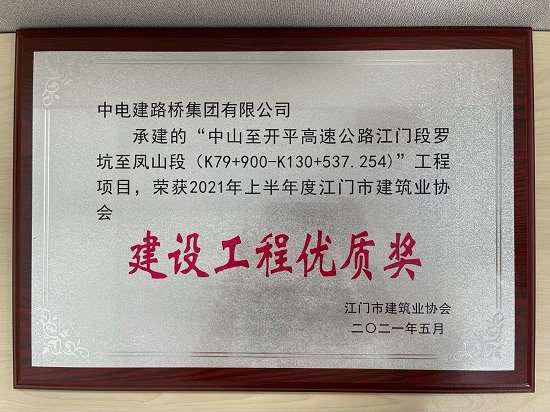 中电建路桥集团有限公司
承建的“中山至开平高速公路江门段罗
坑至凤山段（K79+900-K130+537.254)”工程
项目，荣获2021年上半年度江门市建筑业协
会
建设工程优质奖
江门市建筑业协会
二〇二一年五月